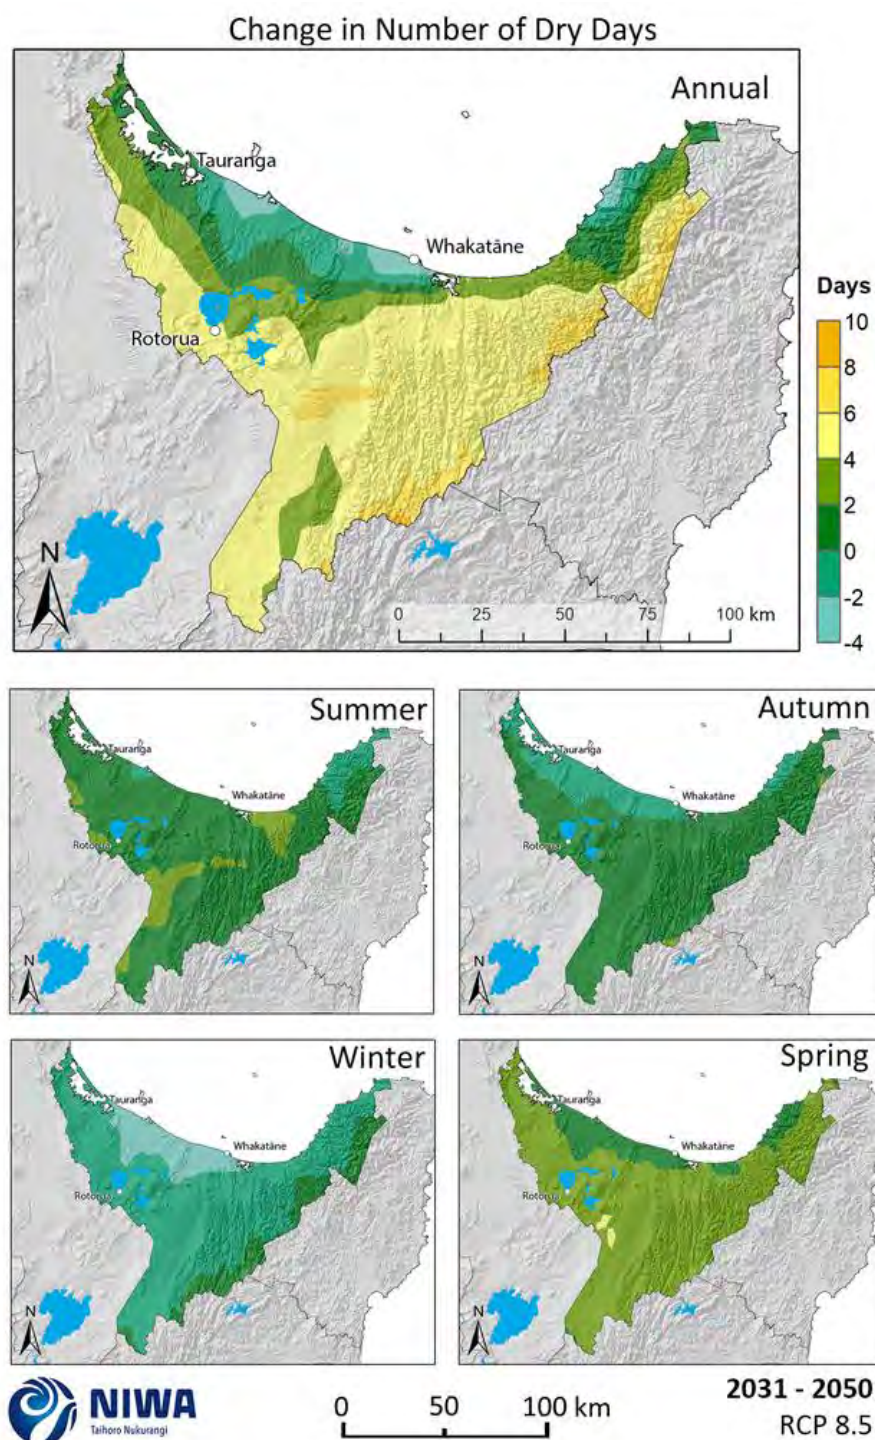 Change in Number of Dry Days
Annual
Tauranga
Whakatāne
Rotorua
Days
10
8
6
4
2
0
-2
-4
N
0 25 50 75 100 km
Summer
Tauranga
Whakatāne
Rotorua
N
Autumn
Tauranga
Whakatāne
Rotorua
N
Winter
Tauranga
Whakatāne
Rotorua
N
Spring
Tauranga
Whakatāne
Rotorua
N
NIWA
Taihoro Nukurangi
0 50 100 km
2031 - 2050
RCP 8.5